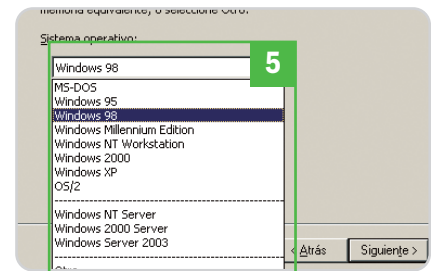 memoria equivalente, o seleccione Otro.
Sistema operativo:
5
Windows 98
MS-DOS
Windows 95
Windows 98
Windows Millennium Edition
Windows NT Workstation
Windows 2000
Windows XP
OS/2
Windows NT Server
Windows 2000 Server
Windows Server 2003
Otro
< Atrás
Siguiente >